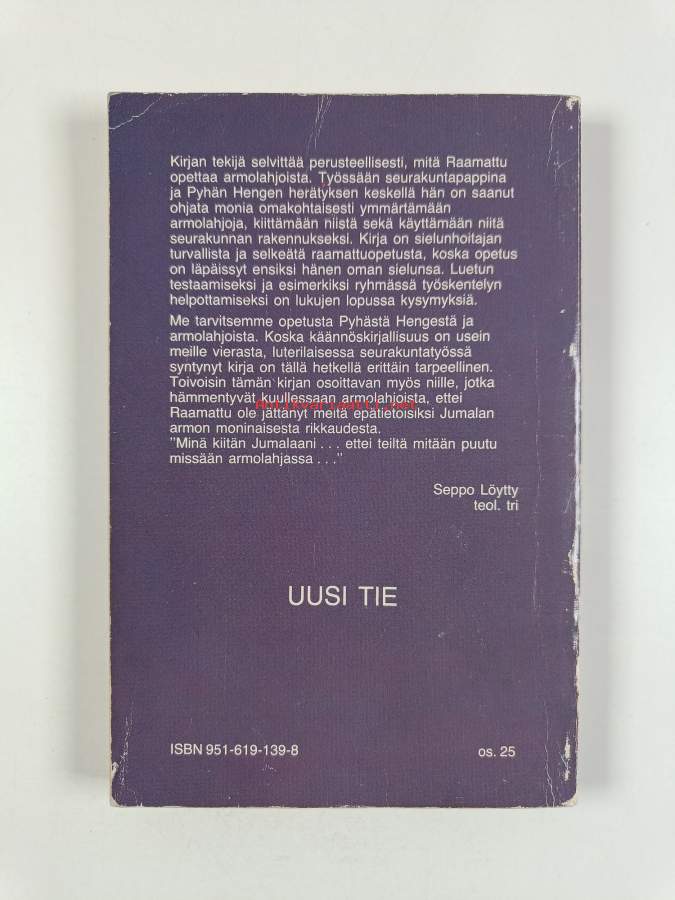 Kirjan tekijä selvittää perusteellisesti, mitä Raamattu
opettaa armolahjoista. Työssään seurakuntapappina
ja Pyhän Hengen herätyksen keskellä hän on saanut
ohjata monia omakohtaisesti ymmärtämään
armolahjoja, kiittämään niistä sekä käyttämään niitä
seurakunnan rakennukseksi. Kirja on sielunhoitajan
turvallista ja selkeätä raamattuopetusta, koska opetus
on läpäissyt ensiksi hänen oman sielunsa. Luetun
testaamiseksi ja esimerkiksi ryhmässä työskentelyn
helpottamiseksi on lukujen lopussa kysymyksiä.
Me tarvitsemme opetusta Pyhästä Hengestä ja
armolahjoista. Koska käännöskirjallisuus on usein
meille vierasta, luterilaisessa seurakuntatyössä
syntynyt kirja on tällä hetkellä erittäin tarpeellinen.
Toivoisin tämän kirjan osoittavan myös niille, jotka
hämmentyvät kuullessaan armolahjoista, ettei
Antikvariaatti.net
Raamattu ole jättänyt meitä epätietoisiksi Jumalan
armon moninaisesta rikkaudesta.
"Minä kiitän Jumalaani . . . ettei teiltä mitään puutu
missään armolahjassa . . ."
Seppo Löytty
teol. tri
UUSI TIE
ISBN 951-619-139-8
os. 25